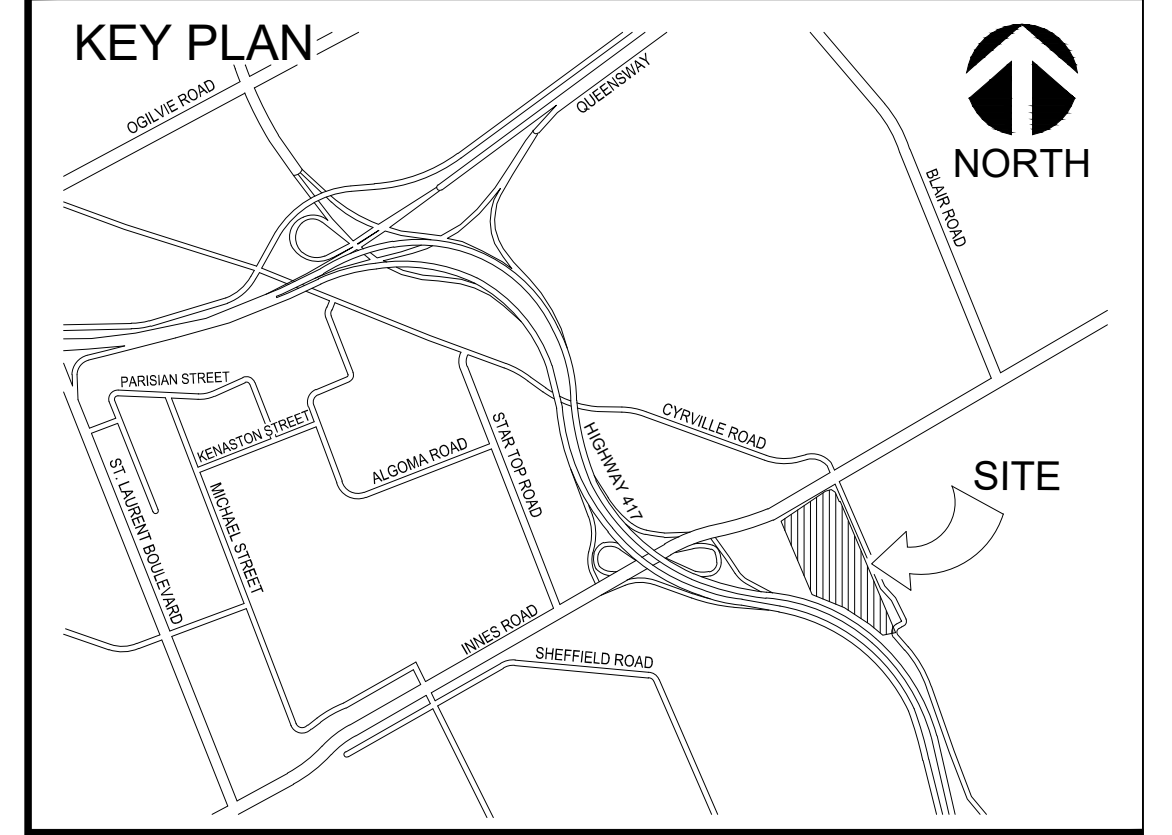 KEY PLAN
OGILVIE ROAD
QUEENSWAY
NORTH
BLAIR ROAD
PARISIAN STREET
KENASTON STREET
CYRVILLE ROAD
ALGOMA ROAD
STAR TOP ROAD
HIGHWAY 417
SITE
ST. LAURENT BOULEVARD
MICHAEL STREET
INNES ROAD
SHEFFIELD ROAD